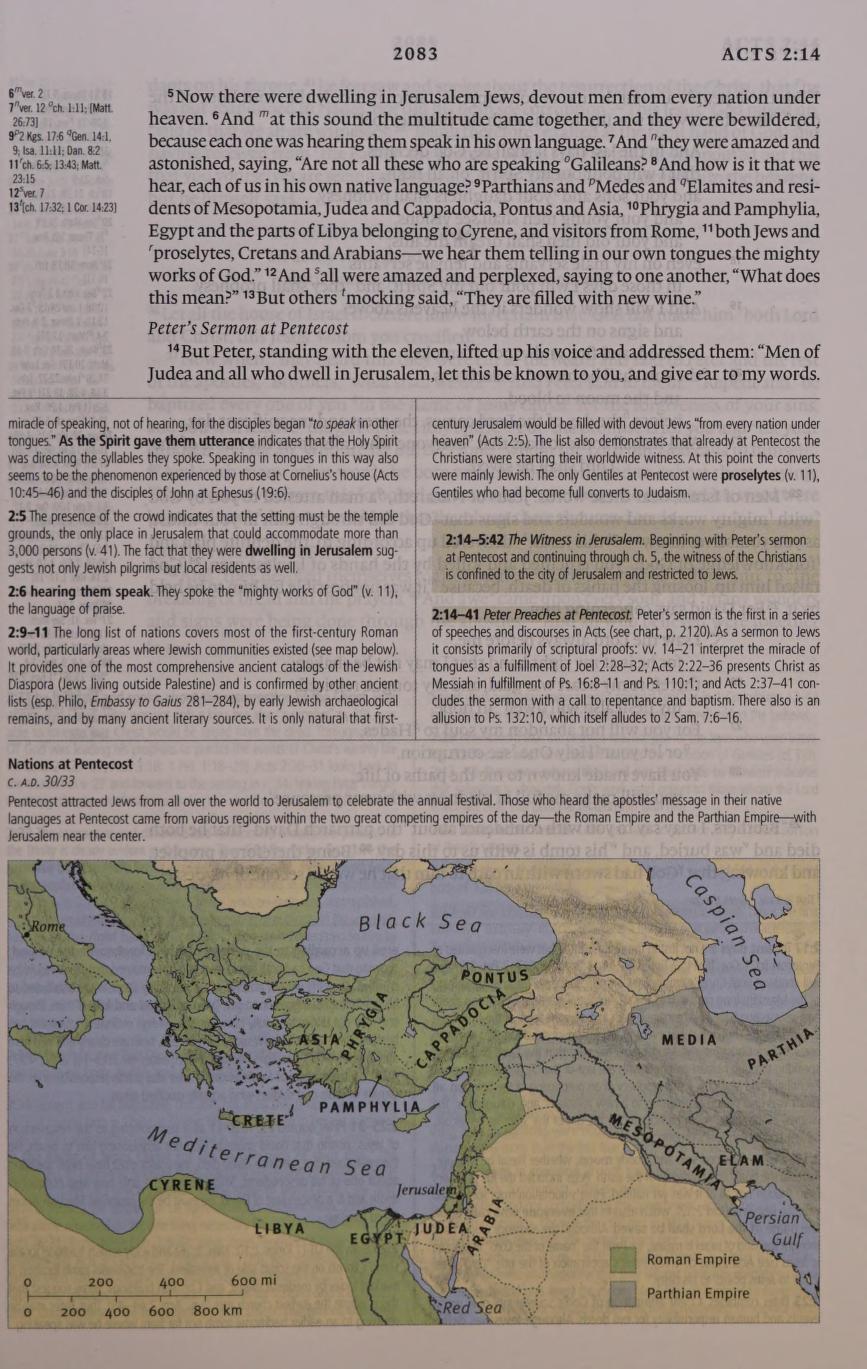 2083 ACTS 2:14
6 m ver. 2
7 n ver. 12 o ch. 1:11; [Matt.
26:73]
9 p 2 Kgs. 17:6 q Gen. 14:1,
9; Isa. 11:11; Dan. 8:2
11 r ch. 6:5; 13:43; Matt.
23:15
12 s ver. 7
13 t [ch. 17:32; 1 Cor. 14:23]
5 Now there were dwelling in Jerusalem Jews, devout men from every nation under
heaven. 6 And m at this sound the multitude came together, and they were bewildered,
because each one was hearing them speak in his own language. 7 And n they were amazed and
astonished, saying, “Are not all these who are speaking o Galileans? 8 And how is it that we
hear, each of us in his own native language? 9 Parthians and p Medes and q Elamites and resi-
dents of Mesopotamia, Judea and Cappadocia, Pontus and Asia, 10 Phrygia and Pamphylia,
Egypt and the parts of Libya belonging to Cyrene, and visitors from Rome, 11 both Jews and
r proselytes, Cretans and Arabians—we hear them telling in our own tongues the mighty
works of God.” 12 And s all were amazed and perplexed, saying to one another, “What does
this mean?” 13 But others t mocking said, “They are filled with new wine.”
Peter's Sermon at Pentecost
14 But Peter, standing with the eleven, lifted up his voice and addressed them: “Men of
Judea and all who dwell in Jerusalem, let this be known to you, and give ear to my words.
miracle of speaking, not of hearing, for the disciples began “to speak in other
tongues.” As the Spirit gave them utterance indicates that the Holy Spirit
was directing the syllables they spoke. Speaking in tongues in this way also
seems to be the phenomenon experienced by those at Cornelius's house (Acts
10:45–46) and the disciples of John at Ephesus (19:6).
2:5 The presence of the crowd indicates that the setting must be the temple
grounds, the only place in Jerusalem that could accommodate more than
3,000 persons (v. 41). The fact that they were dwelling in Jerusalem sug-
gests not only Jewish pilgrims but local residents as well.
2:6 hearing them speak. They spoke the “mighty works of God” (v. 11),
the language of praise.
2:9–11 The long list of nations covers most of the first-century Roman
world, particularly areas where Jewish communities existed (see map below).
It provides one of the most comprehensive ancient catalogs of the Jewish
Diaspora (Jews living outside Palestine) and is confirmed by other ancient
lists (esp. Philo, Embassy to Gaius 281–284), by early Jewish archaeological
remains, and by many ancient literary sources. It is only natural that first-
century Jerusalem would be filled with devout Jews “from every nation under
heaven” (Acts 2:5). The list also demonstrates that already at Pentecost the
Christians were starting their worldwide witness. At this point the converts
were mainly Jewish. The only Gentiles at Pentecost were proselytes (v. 11),
Gentiles who had become full converts to Judaism.
2:14–5:42 The Witness in Jerusalem. Beginning with Peter's sermon
at Pentecost and continuing through ch. 5, the witness of the Christians
is confined to the city of Jerusalem and restricted to Jews.
2:14–41 Peter Preaches at Pentecost. Peter's sermon is the first in a series
of speeches and discourses in Acts (see chart, p. 2120). As a sermon to Jews
it consists primarily of scriptural proofs: vv. 14–21 interpret the miracle of
tongues as a fulfillment of Joel 2:28–32; Acts 2:22–36 presents Christ as
Messiah in fulfillment of Ps. 16:8–11 and Ps. 110:1; and Acts 2:37–41 con-
cludes the sermon with a call to repentance and baptism. There also is an
allusion to Ps. 132:10, which itself alludes to 2 Sam. 7:6–16.
Nations at Pentecost
C. A.D. 30/33
Pentecost attracted Jews from all over the world to Jerusalem to celebrate the annual festival. Those who heard the apostles' message in their native
languages at Pentecost came from various regions within the two great competing empires of the day—the Roman Empire and the Parthian Empire—with
Jerusalem near the center.
Rome
Black Sea
Caspian Sea
PONTUS
PHRYGIA
CAPPADOCIA
ASIA
MEDIA
PARTHIA
PAMPHYLIA
CRETE
MESOPOTAMIA
Mediterranean Sea
ELAM
CYRENE
Jerusalem
Persian
Gulf
LIBYA
EGYPT
JUDEA
ARABIA
Red Sea
Roman Empire
Parthian Empire
0 200 400 600 mi
0 200 400 600 800 km